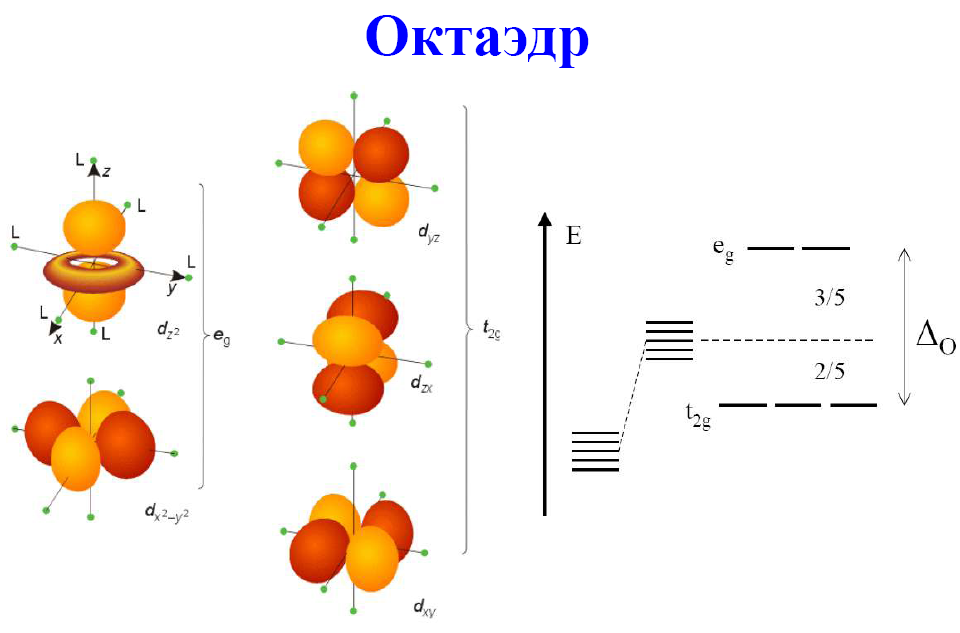 Октаэдр
L z
L
L
L
y
L
x
L
d_{z^2}
e_g
d_{x^2–y^2}
d_{yz}
d_{zx}
d_{xy}
t_{2g}
E
e_g
3/5
Δ_O
2/5
t_{2g}